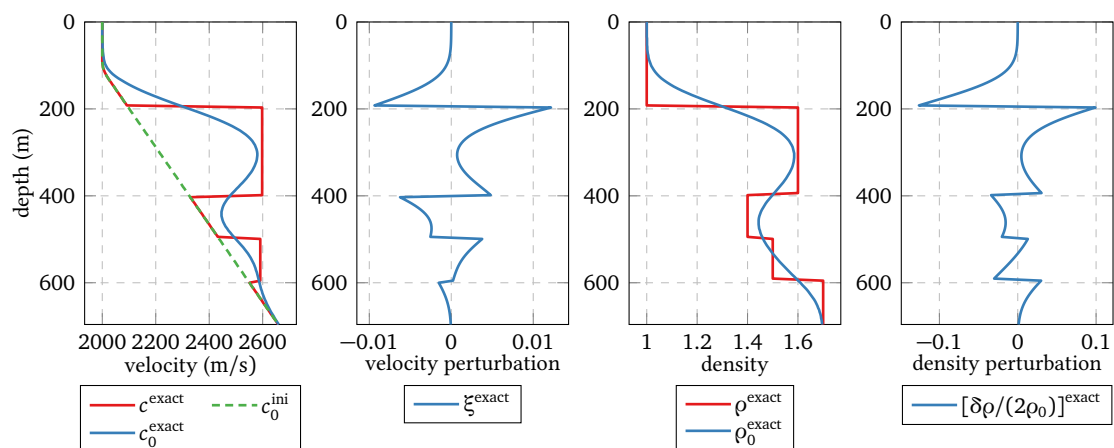 0
200
400
600
depth (m)
2000 2200 2400 2600
velocity (m/s)
c^exact
c_0^ini
c_0^exact
0
200
400
600
−0.01 0 0.01
velocity perturbation
ξ^exact
0
200
400
600
depth (m)
1 1.2 1.4 1.6
density
ρ^exact
ρ_0^exact
0
200
400
600
−0.1 0 0.1
density perturbation
[δρ/(2ρ_0)]^exact